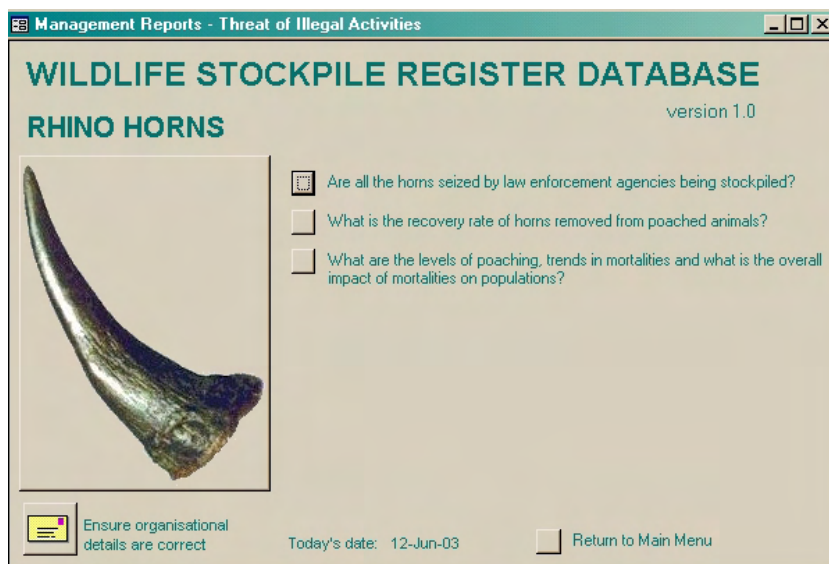 Management Reports - Threat of Illegal Activities
WILDLIFE STOCKPILE REGISTER DATABASE
version 1.0
RHINO HORNS
Are all the horns seized by law enforcement agencies being stockpiled?
What is the recovery rate of horns removed from poached animals?
What are the levels of poaching, trends in mortalities and what is the overall
impact of mortalities on populations?
Ensure organisational
details are correct
Today's date: 12-Jun-03
Return to Main Menu